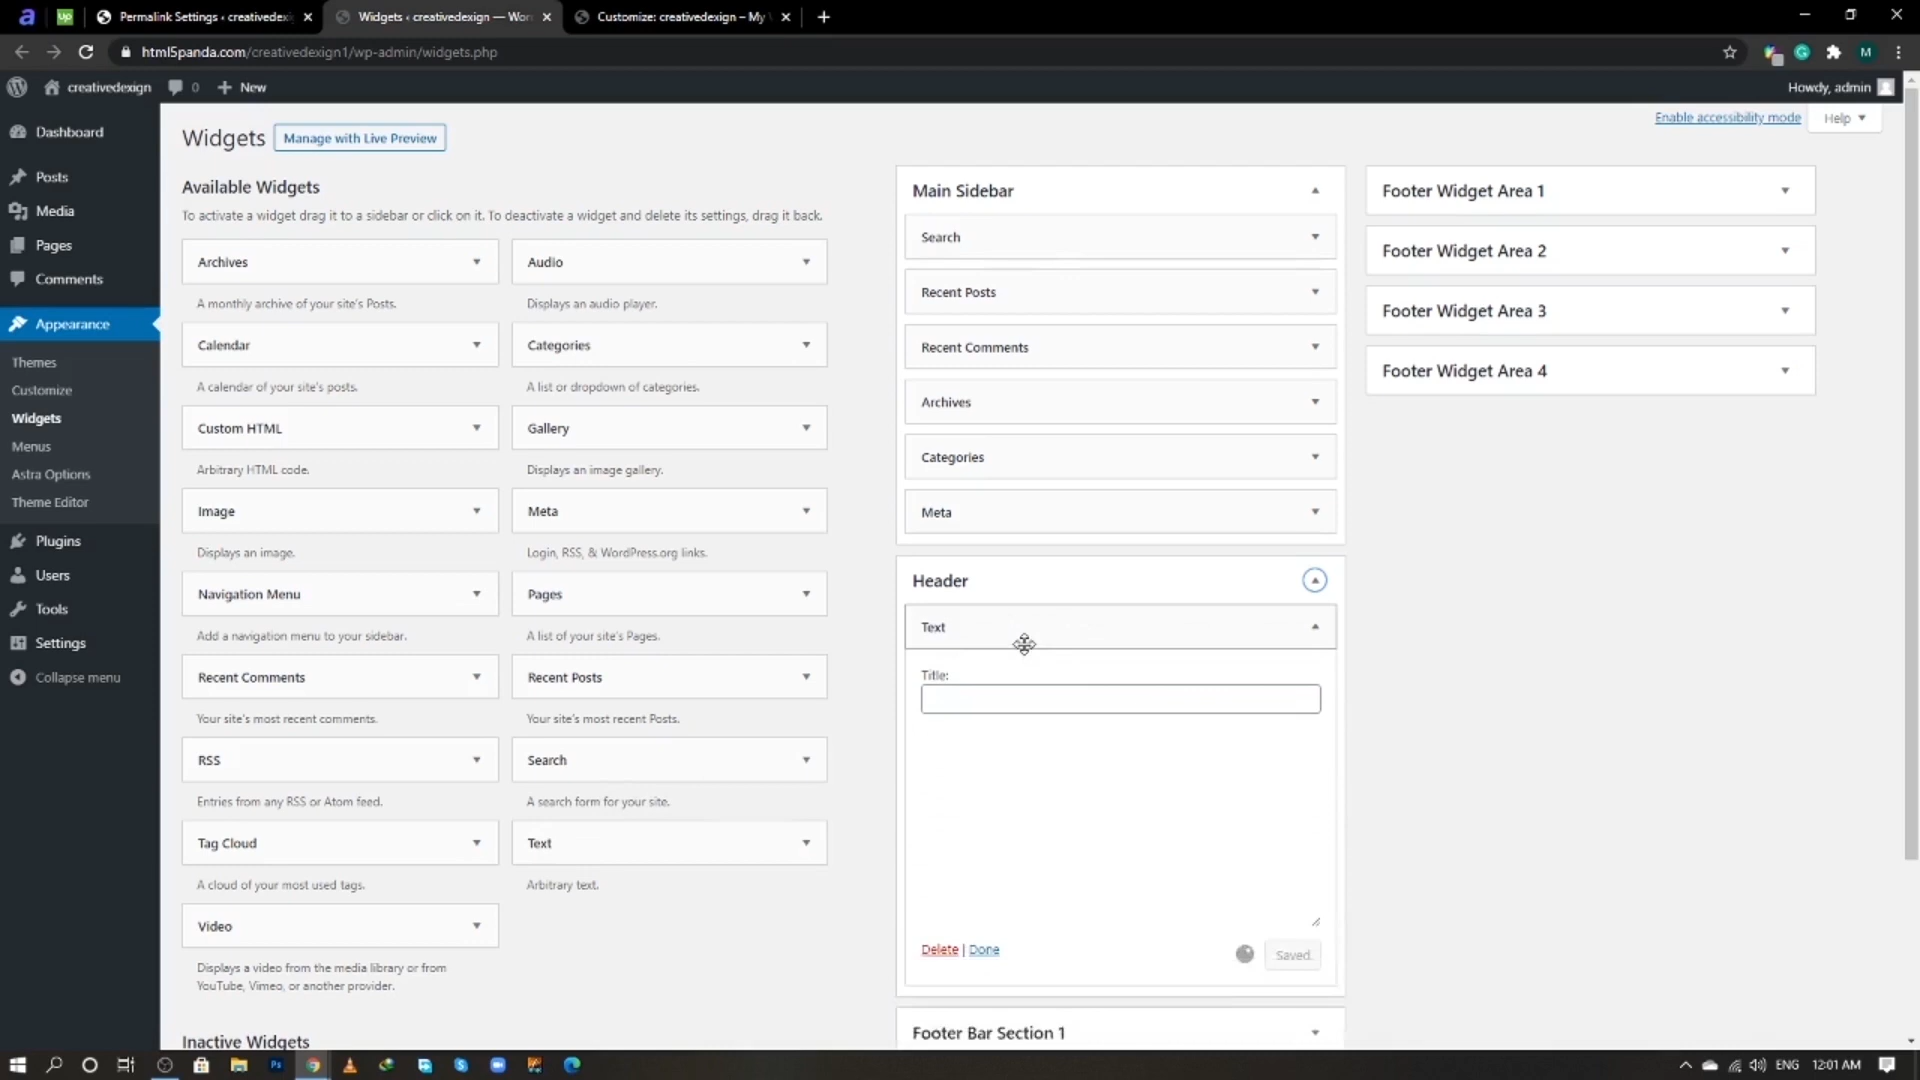 Permalink Settings ‹ creativedexi
Widgets ‹ creativedexign — Wor
Customize: creativedexign – My
html5panda.com/creativedexign1/wp-admin/widgets.php
M
creativedexign
0
New
Howdy, admin
Dashboard
Posts
Media
Pages
Comments
Appearance
Themes
Customize
Widgets
Menus
Astra Options
Theme Editor
Plugins
Users
Tools
Settings
Collapse menu
Widgets
Manage with Live Preview
Enable accessibility mode
Help
Available Widgets
To activate a widget drag it to a sidebar or click on it. To deactivate a widget and delete its settings, drag it back.
Archives
A monthly archive of your site's Posts.
Audio
Displays an audio player.
Calendar
A calendar of your site's posts.
Categories
A list or dropdown of categories.
Custom HTML
Arbitrary HTML code.
Gallery
Displays an image gallery.
Image
Displays an image.
Meta
Login, RSS, & WordPress.org links.
Navigation Menu
Add a navigation menu to your sidebar.
Pages
A list of your site's Pages.
Recent Comments
Your site's most recent comments.
Recent Posts
Your site's most recent Posts.
RSS
Entries from any RSS or Atom feed.
Search
A search form for your site.
Tag Cloud
A cloud of your most used tags.
Text
Arbitrary text.
Video
Displays a video from the media library or from
YouTube, Vimeo, or another provider.
Inactive Widgets
Main Sidebar
Search
Recent Posts
Recent Comments
Archives
Categories
Meta
Header
Text
Title:
Delete | Done
Saved
Footer Bar Section 1
Footer Widget Area 1
Footer Widget Area 2
Footer Widget Area 3
Footer Widget Area 4
ENG
12:01 AM